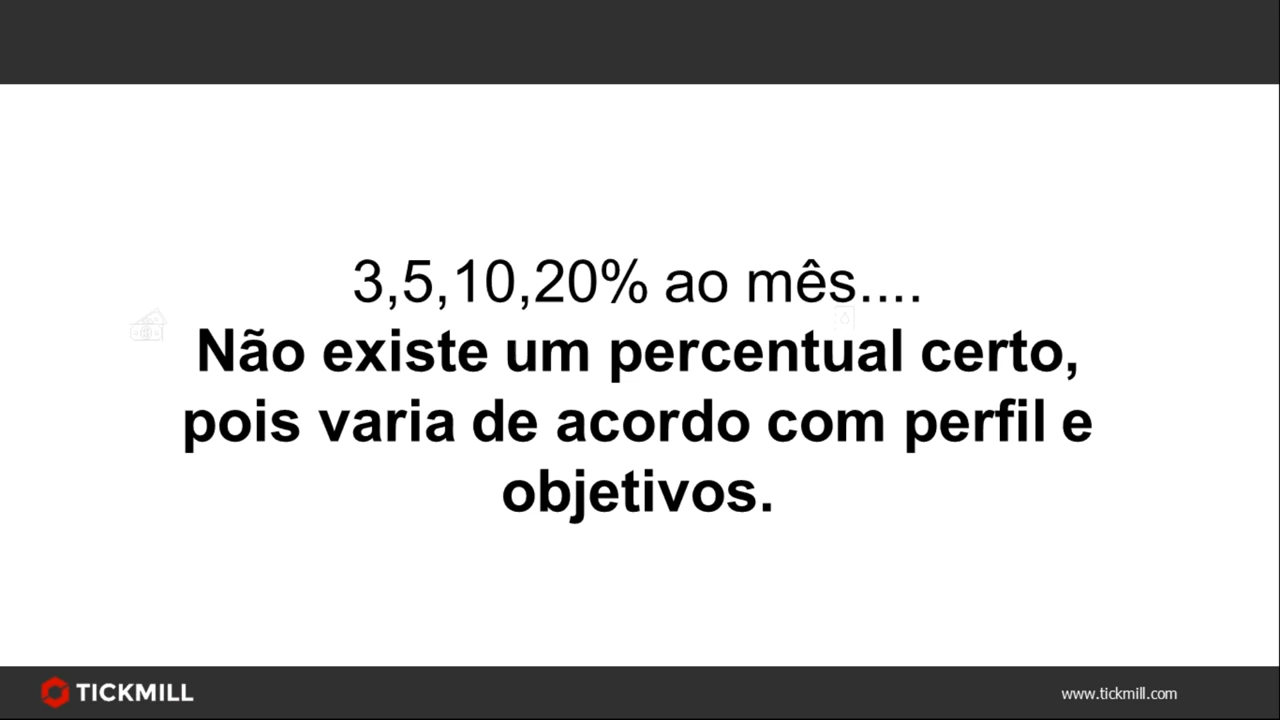 3,5,10,20% ao mês....
Não existe um percentual certo,
pois varia de acordo com perfil e
objetivos.
TICKMILL
www.tickmill.com